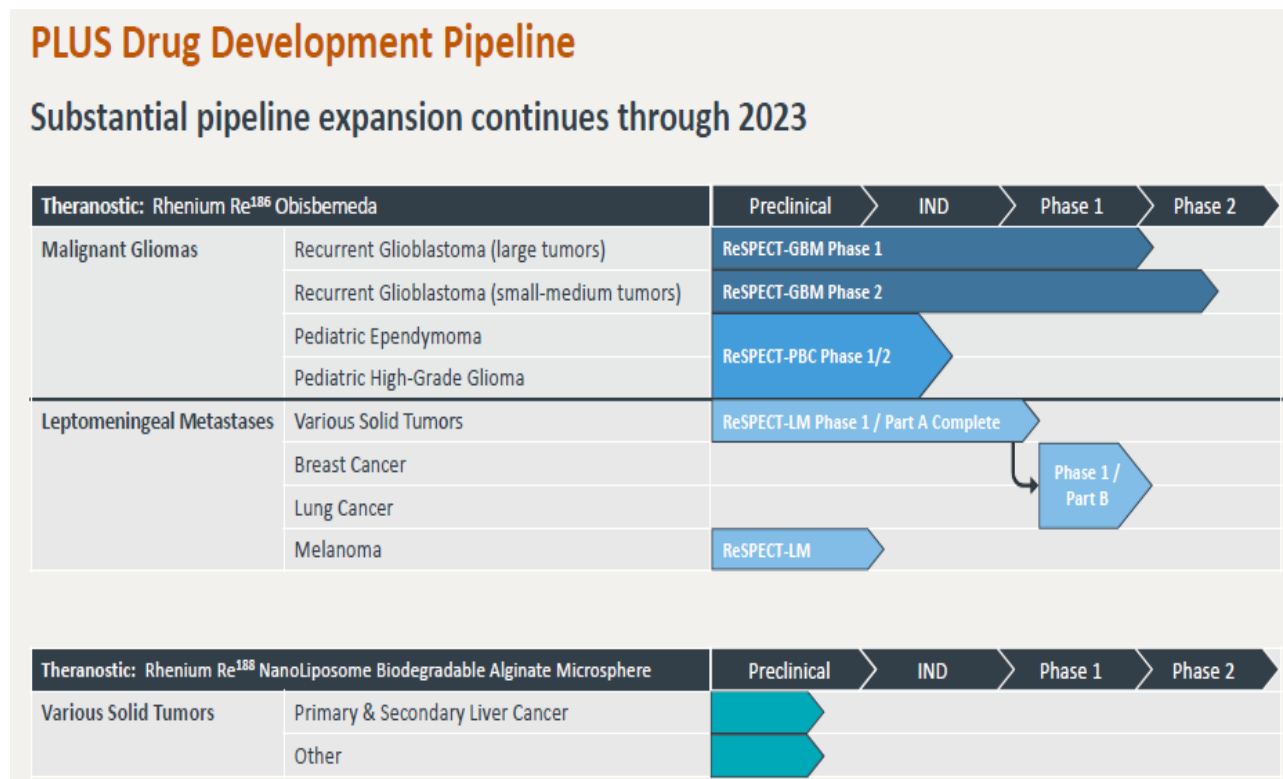 PLUS Drug Development Pipeline
Substantial pipeline expansion continues through 2023
Theranostic: Rhenium Re¹⁸⁶ Obisbemeda Preclinical IND Phase 1 Phase 2
Malignant Gliomas Recurrent Glioblastoma (large tumors) ReSPECT-GBM Phase 1
Recurrent Glioblastoma (small-medium tumors) ReSPECT-GBM Phase 2
Pediatric Ependymoma
ReSPECT-PBC Phase 1/2
Pediatric High-Grade Glioma
Leptomeningeal Metastases Various Solid Tumors ReSPECT-LM Phase 1 / Part A Complete
Breast Cancer
Phase 1 /
Part B
Lung Cancer
Melanoma ReSPECT-LM
Theranostic: Rhenium Re¹⁸⁸ NanoLiposome Biodegradable Alginate Microsphere Preclinical IND Phase 1 Phase 2
Various Solid Tumors Primary & Secondary Liver Cancer
Other